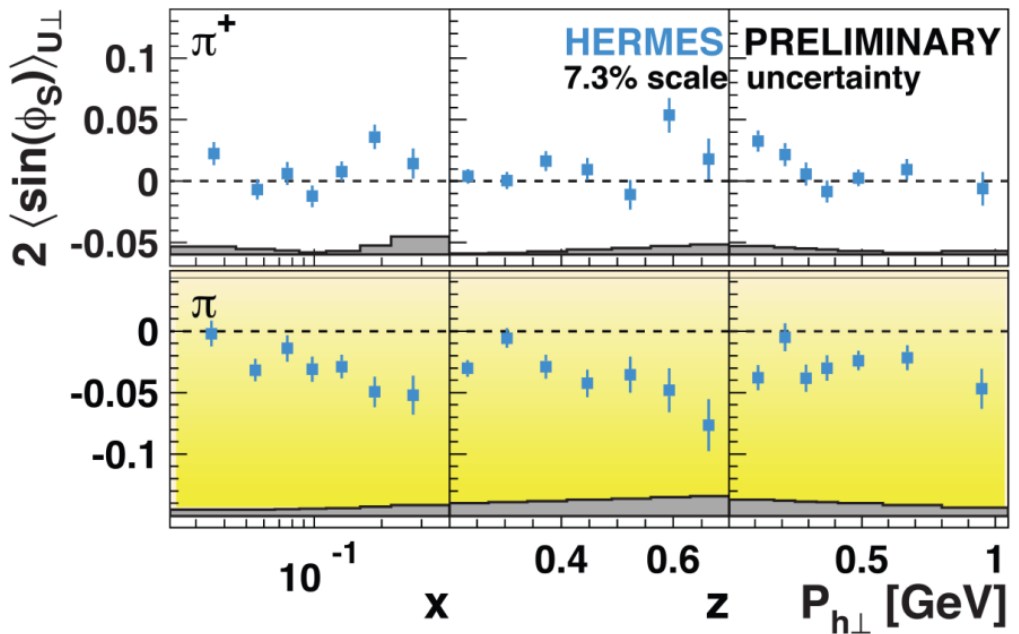 2 ⟨sin(ϕS)⟩U⊥
π+
HERMES PRELIMINARY
7.3% scale uncertainty
0.1
0.05
0
-0.05
π
0
-0.05
-0.1
10-1
0.4
0.6
0.5
1
x
z
Ph⊥ [GeV]